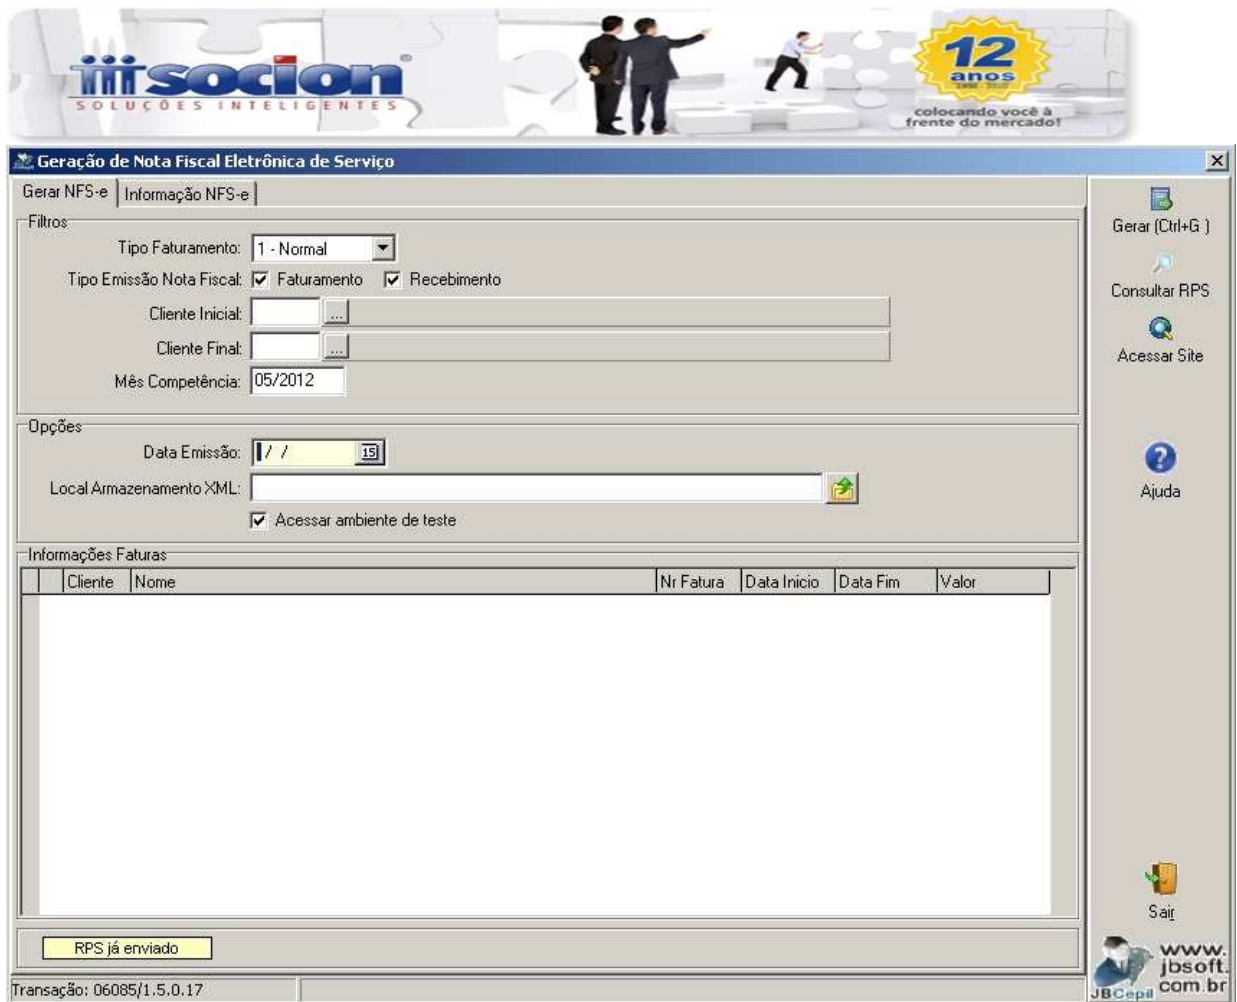 socion®
SOLUÇÕES INTELIGENTES
12
anos
1998 - 2010
colocando você à
frente do mercado!
Geração de Nota Fiscal Eletrônica de Serviço
Gerar NFS-e Informação NFS-e
Filtros
Tipo Faturamento: 1 - Normal
Tipo Emissão Nota Fiscal: Faturamento Recebimento
Cliente Inicial: ...
Cliente Final: ...
Mês Competência: 05/2012
Opções
Data Emissão: / / 15
Local Armazenamento XML:
Acessar ambiente de teste
Informações Faturas
Cliente Nome Nr Fatura Data Inicio Data Fim Valor
RPS já enviado
Transação: 06085/1.5.0.17
Gerar (Ctrl+G )
Consultar RPS
Acessar Site
Ajuda
Sair
JBCepil
www.
jbsoft.
com.br